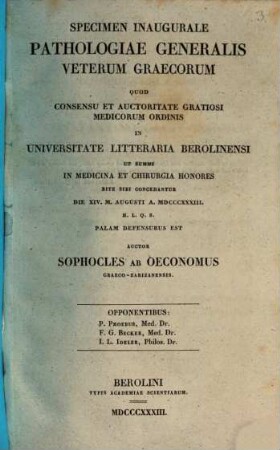 3
SPECIMEN INAUGURALE
PATHOLOGIAE GENERALIS
VETERUM GRAECORUM
QUOD
CONSENSU ET AUCTORITATE GRATIOSI
MEDICORUM ORDINIS
IN
UNIVERSITATE LITTERARIA BEROLINENSI
UT SUMMI
IN MEDICINA ET CHIRURGIA HONORES
RITE SIBI CONCEDANTUR
DIE XIV. M. AUGUSTI A. MDCCCXXXIII.
H. L. Q. S.
PALAM DEFENSURUS EST
AUCTOR
SOPHOCLES AB OECONOMUS
GRAECO-ZARIZANENSIS.
OPPONENTIBUS:
P. PHOEBUS, Med. Dr.
F. G. BECKER, Med. Dr.
I. L. IDELER, Philos. Dr.
BEROLINI
TYPIS ACADEMIAE SCIENTIARUM.
MDCCCXXXIII.